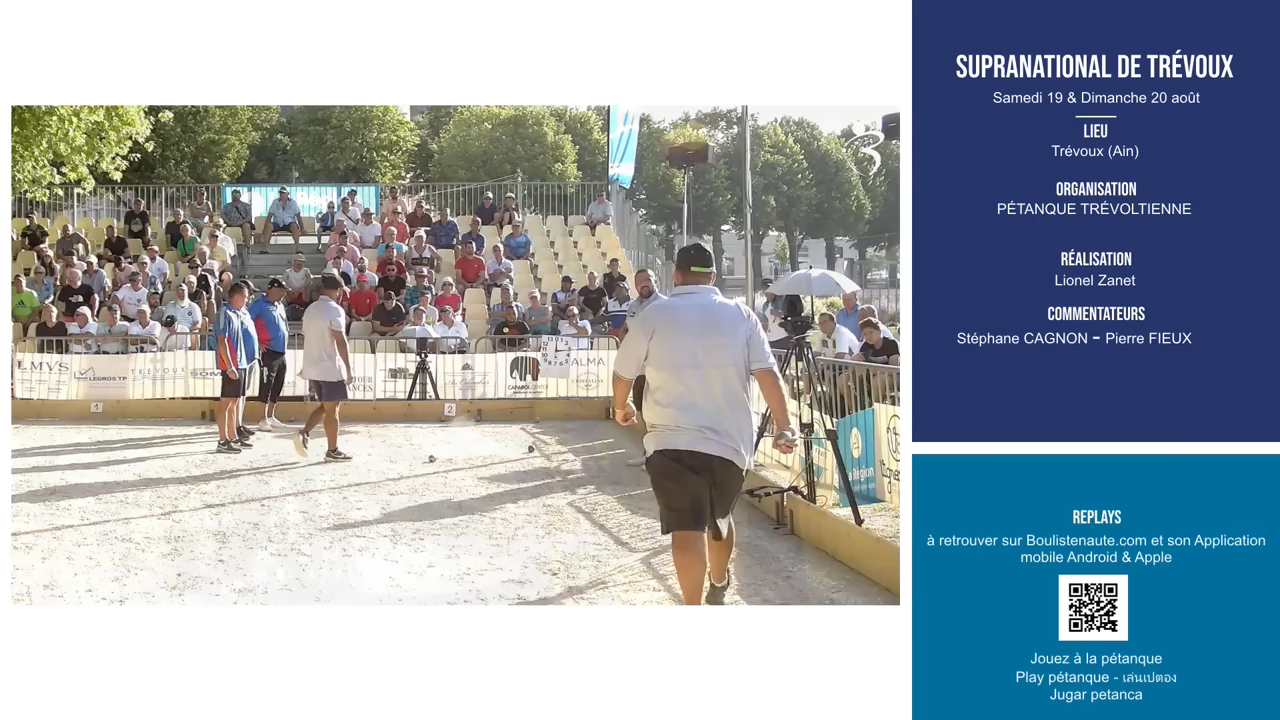 SUPRANATIONAL DE TRÉVOUX
Samedi 19 & Dimanche 20 août
LIEU
Trévoux (Ain)
ORGANISATION
PÉTANQUE TRÉVOLTIENNE
RÉALISATION
Lionel Zanet
COMMENTATEURS
Stéphane CAGNON - Pierre FIEUX
REPLAYS
à retrouver sur Boulistenaute.com et son Application
mobile Android & Apple
Jouez à la pétanque
Play pétanque - เล่นเปตอง
Jugar petanca
LMVS
LEGROS TP
TREVOUX
CAPAROL CENTER
ALMA
1
2
Région